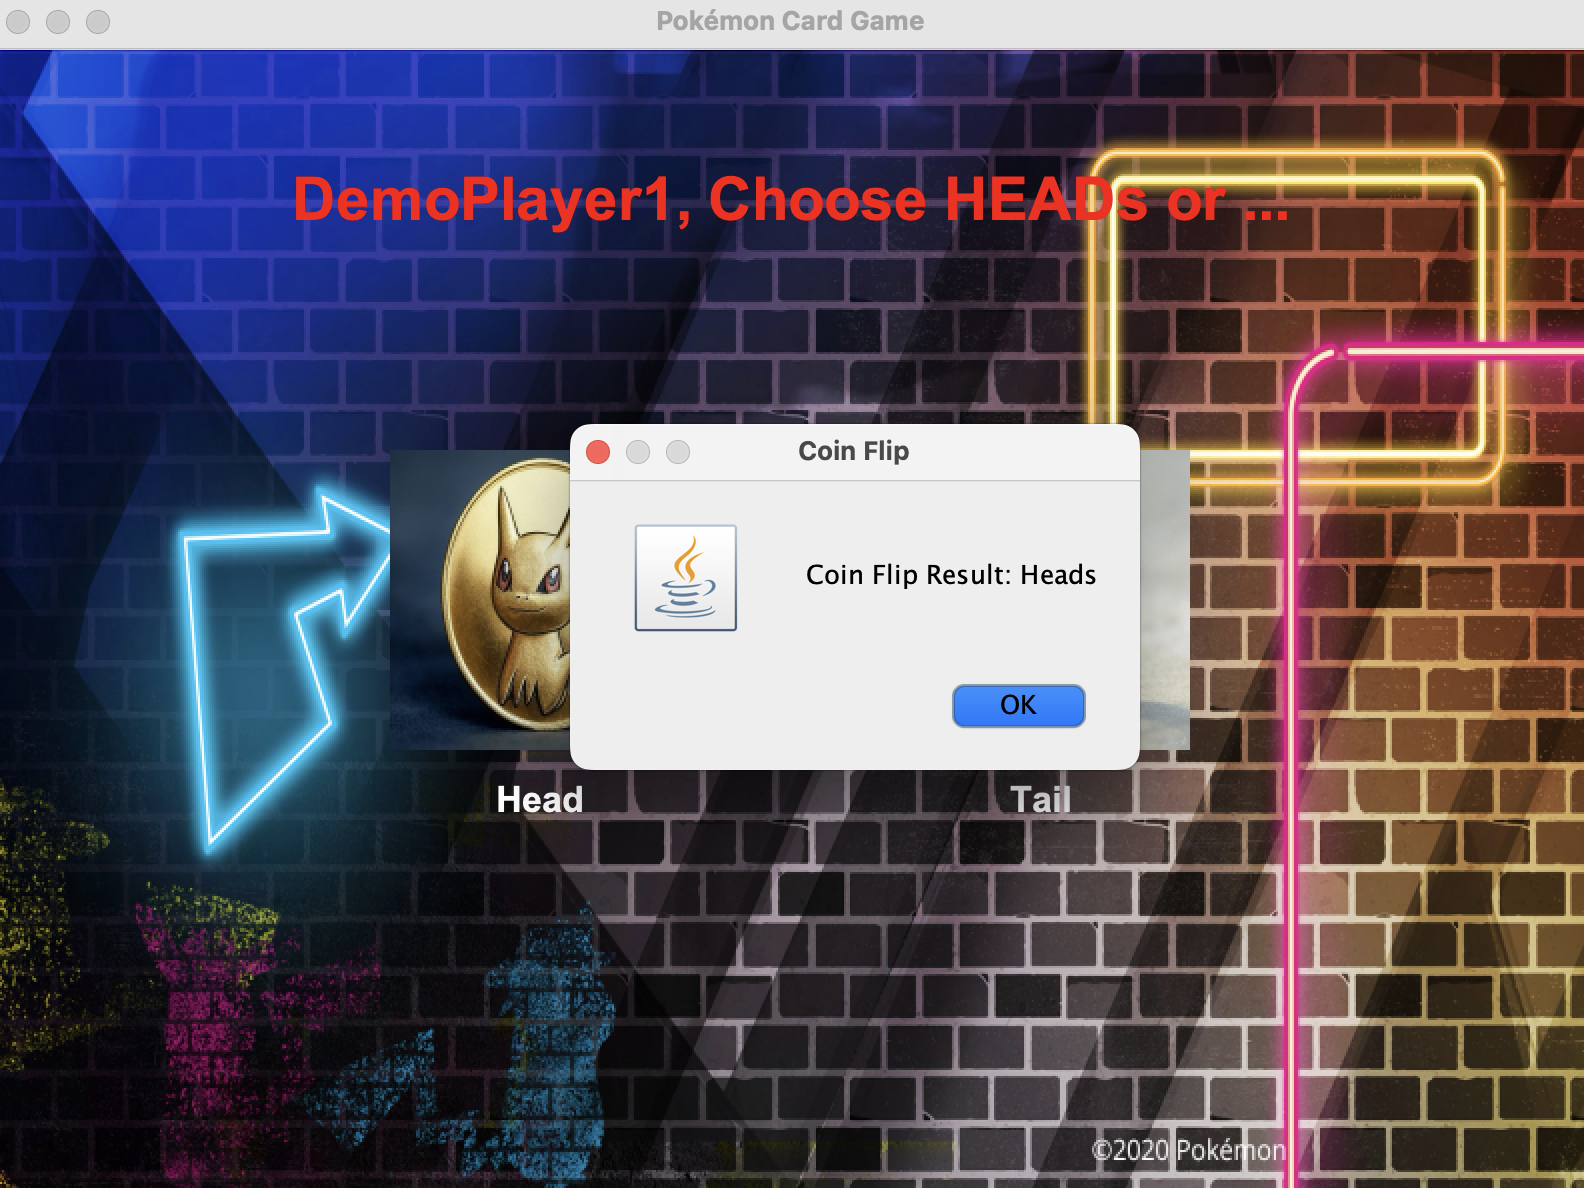 Pokémon Card Game
DemoPlayer1, Choose HEADs or ...
Coin Flip
Coin Flip Result: Heads
OK
Head
Tail
©2020 Pokémon